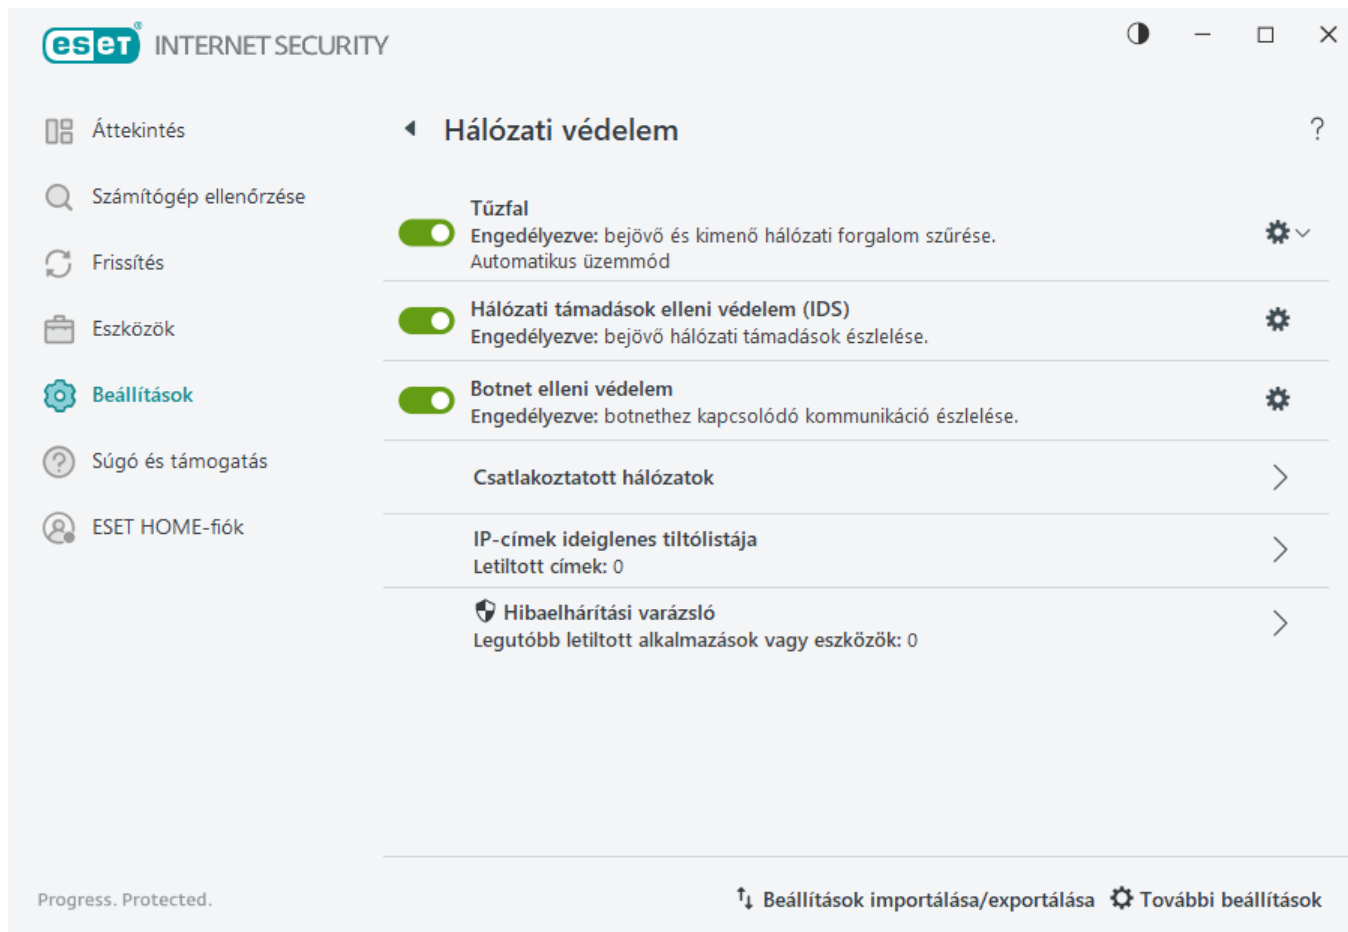 eset® INTERNET SECURITY
Áttekintés
Számítógép ellenőrzése
Frissítés
Eszközök
Beállítások
Súgó és támogatás
ESET HOME-fiók
Hálózati védelem
?
Tűzfal
Engedélyezve: bejövő és kimenő hálózati forgalom szűrése.
Automatikus üzemmód
Hálózati támadások elleni védelem (IDS)
Engedélyezve: bejövő hálózati támadások észlelése.
Botnet elleni védelem
Engedélyezve: botnethez kapcsolódó kommunikáció észlelése.
Csatlakoztatott hálózatok
IP-címek ideiglenes tiltólistája
Letiltott címek: 0
Hibaelhárítási varázsló
Legutóbb letiltott alkalmazások vagy eszközök: 0
Progress. Protected.
Beállítások importálása/exportálása
További beállítások